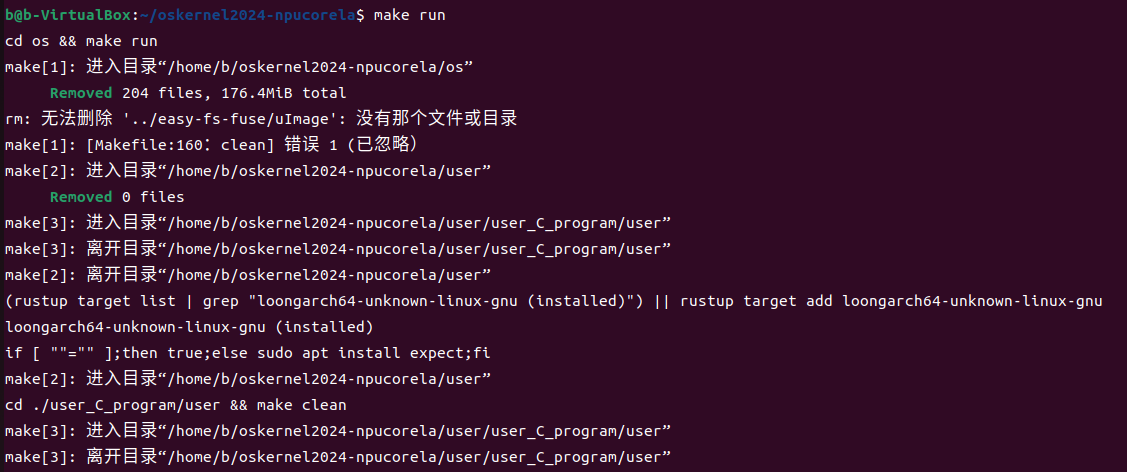 b@b-VirtualBox:~/oskernel2024-npucorela$ make run
cd os && make run
make[1]: 进入目录“/home/b/oskernel2024-npucorela/os”
     Removed 204 files, 176.4MiB total
rm: 无法删除 '../easy-fs-fuse/uImage': 没有那个文件或目录
make[1]: [Makefile:160：clean] 错误 1 (已忽略）
make[2]: 进入目录“/home/b/oskernel2024-npucorela/user”
     Removed 0 files
make[3]: 进入目录“/home/b/oskernel2024-npucorela/user/user_C_program/user”
make[3]: 离开目录“/home/b/oskernel2024-npucorela/user/user_C_program/user”
make[2]: 离开目录“/home/b/oskernel2024-npucorela/user”
(rustup target list | grep "loongarch64-unknown-linux-gnu (installed)") || rustup target add loongarch64-unknown-linux-gnu
loongarch64-unknown-linux-gnu (installed)
if [ ""="" ];then true;else sudo apt install expect;fi
make[2]: 进入目录“/home/b/oskernel2024-npucorela/user”
cd ./user_C_program/user && make clean
make[3]: 进入目录“/home/b/oskernel2024-npucorela/user/user_C_program/user”
make[3]: 离开目录“/home/b/oskernel2024-npucorela/user/user_C_program/user”